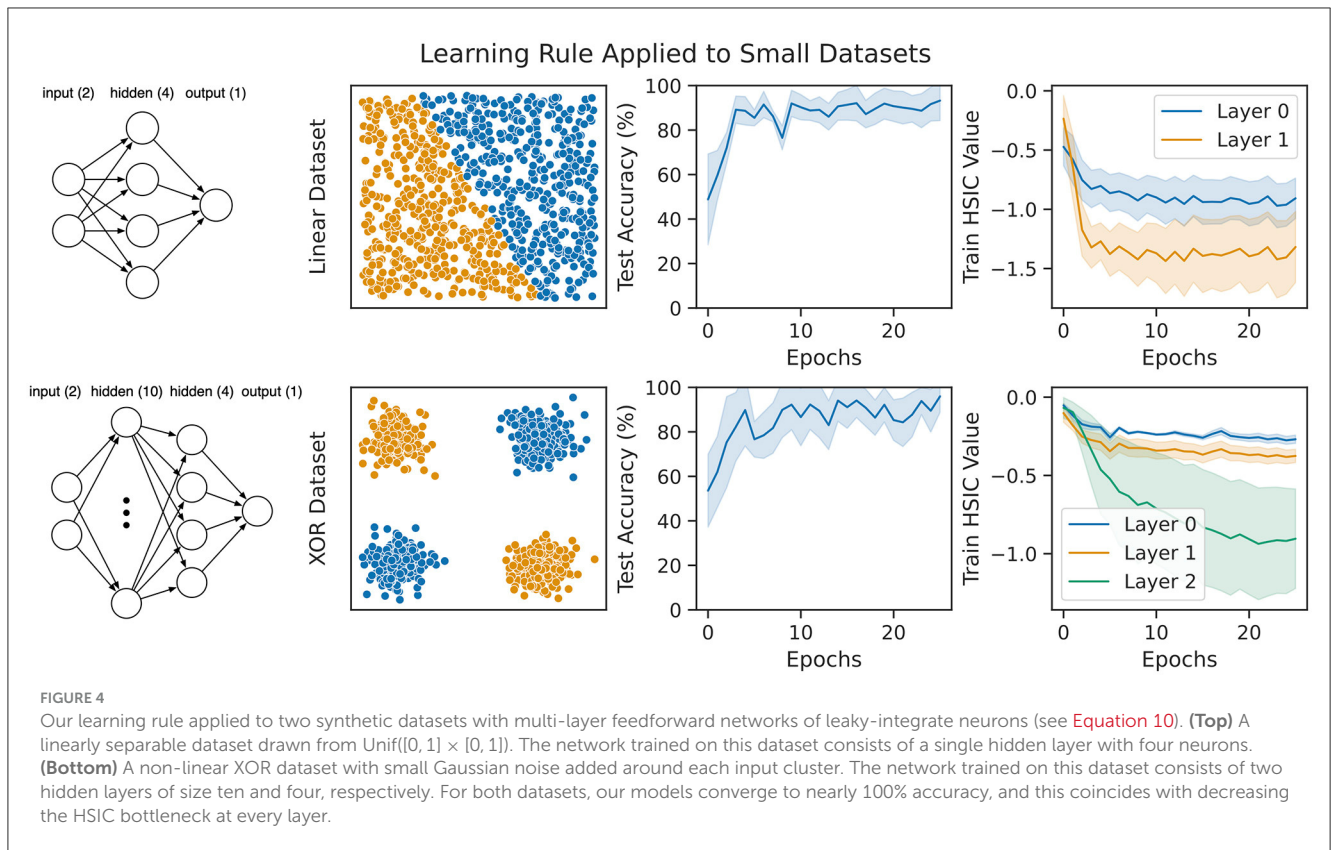 Learning Rule Applied to Small Datasets
input (2) hidden (4) output (1)
Linear Dataset
Test Accuracy (%)
100
80
60
40
20
0
0 10 20
Epochs
Train HSIC Value
0.0
−0.5
−1.0
−1.5
Layer 0
Layer 1
0 10 20
Epochs
input (2) hidden (10) hidden (4) output (1)
XOR Dataset
Test Accuracy (%)
100
80
60
40
20
0
0 10 20
Epochs
Train HSIC Value
0.0
−0.5
−1.0
Layer 0
Layer 1
Layer 2
0 10 20
Epochs
FIGURE 4
Our learning rule applied to two synthetic datasets with multi-layer feedforward networks of leaky-integrate neurons (see Equation 10). (Top) A
linearly separable dataset drawn from Unif([0, 1] × [0, 1]). The network trained on this dataset consists of a single hidden layer with four neurons.
(Bottom) A non-linear XOR dataset with small Gaussian noise added around each input cluster. The network trained on this dataset consists of two
hidden layers of size ten and four, respectively. For both datasets, our models converge to nearly 100% accuracy, and this coincides with decreasing
the HSIC bottleneck at every layer.